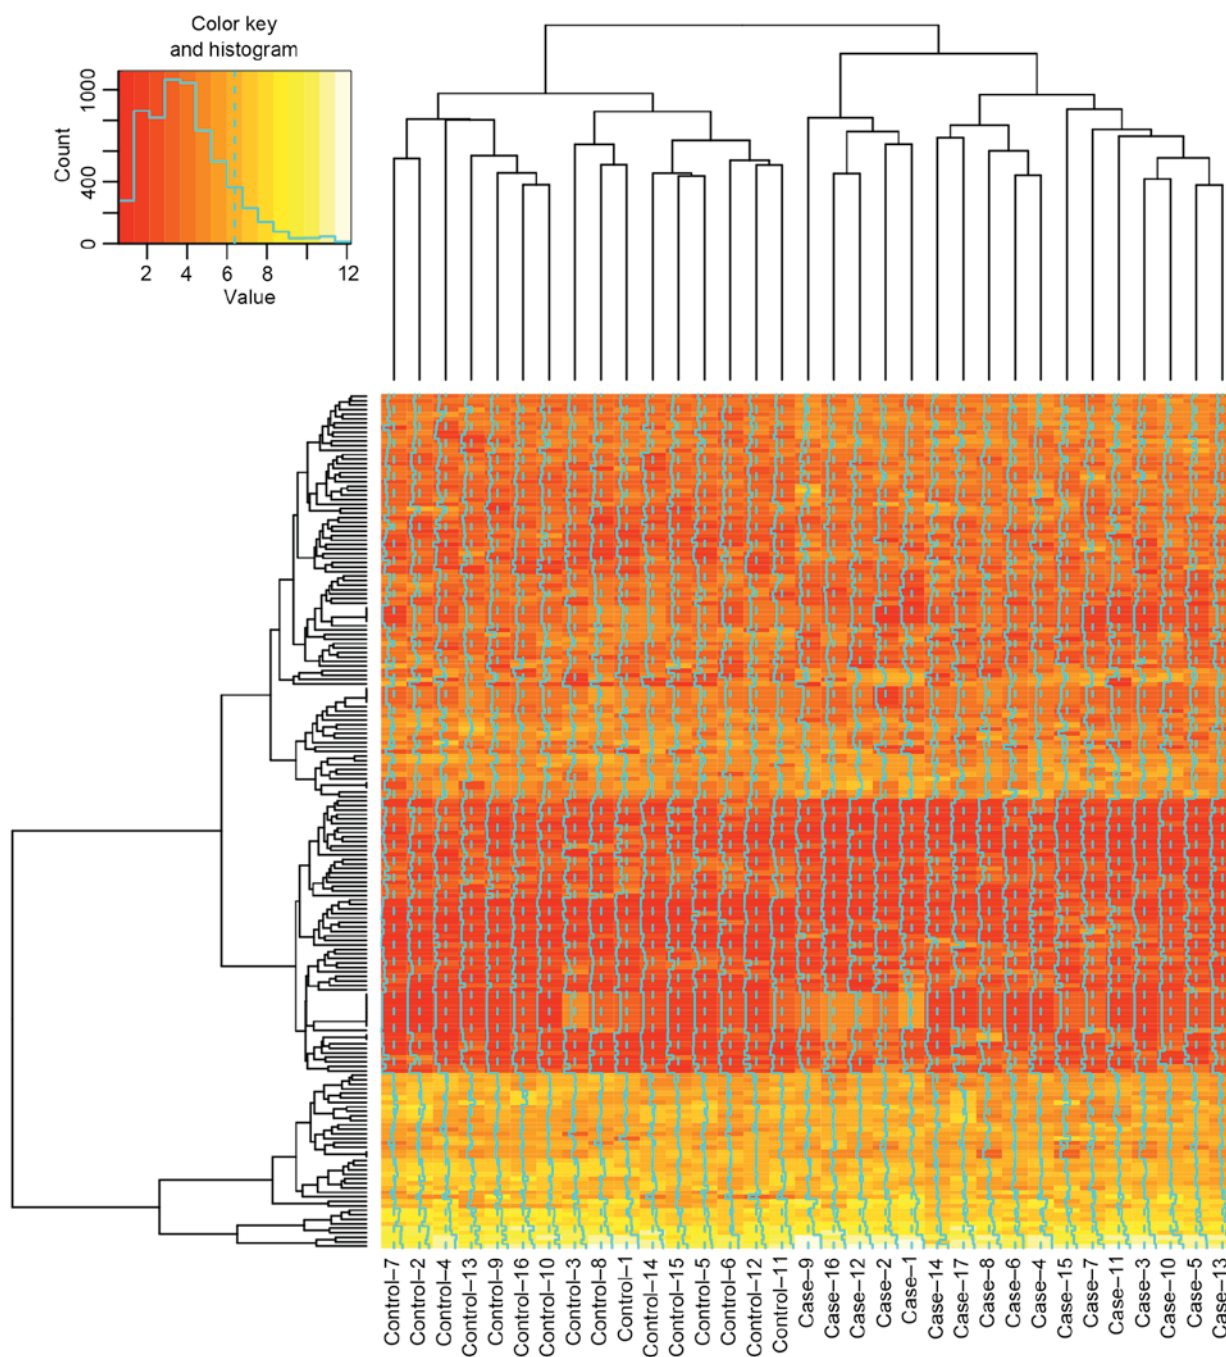 Color key
and histogram
1000
400
0
Count
2 4 6 8 12
Value
Control–7
Control–2
Control–4
Control–13
Control–9
Control–16
Control–10
Control–3
Control–8
Control–1
Control–14
Control–15
Control–5
Control–6
Control–12
Control–11
Case–9
Case–16
Case–12
Case–2
Case–1
Case–14
Case–17
Case–8
Case–6
Case–4
Case–15
Case–7
Case–11
Case–3
Case–10
Case–5
Case–13